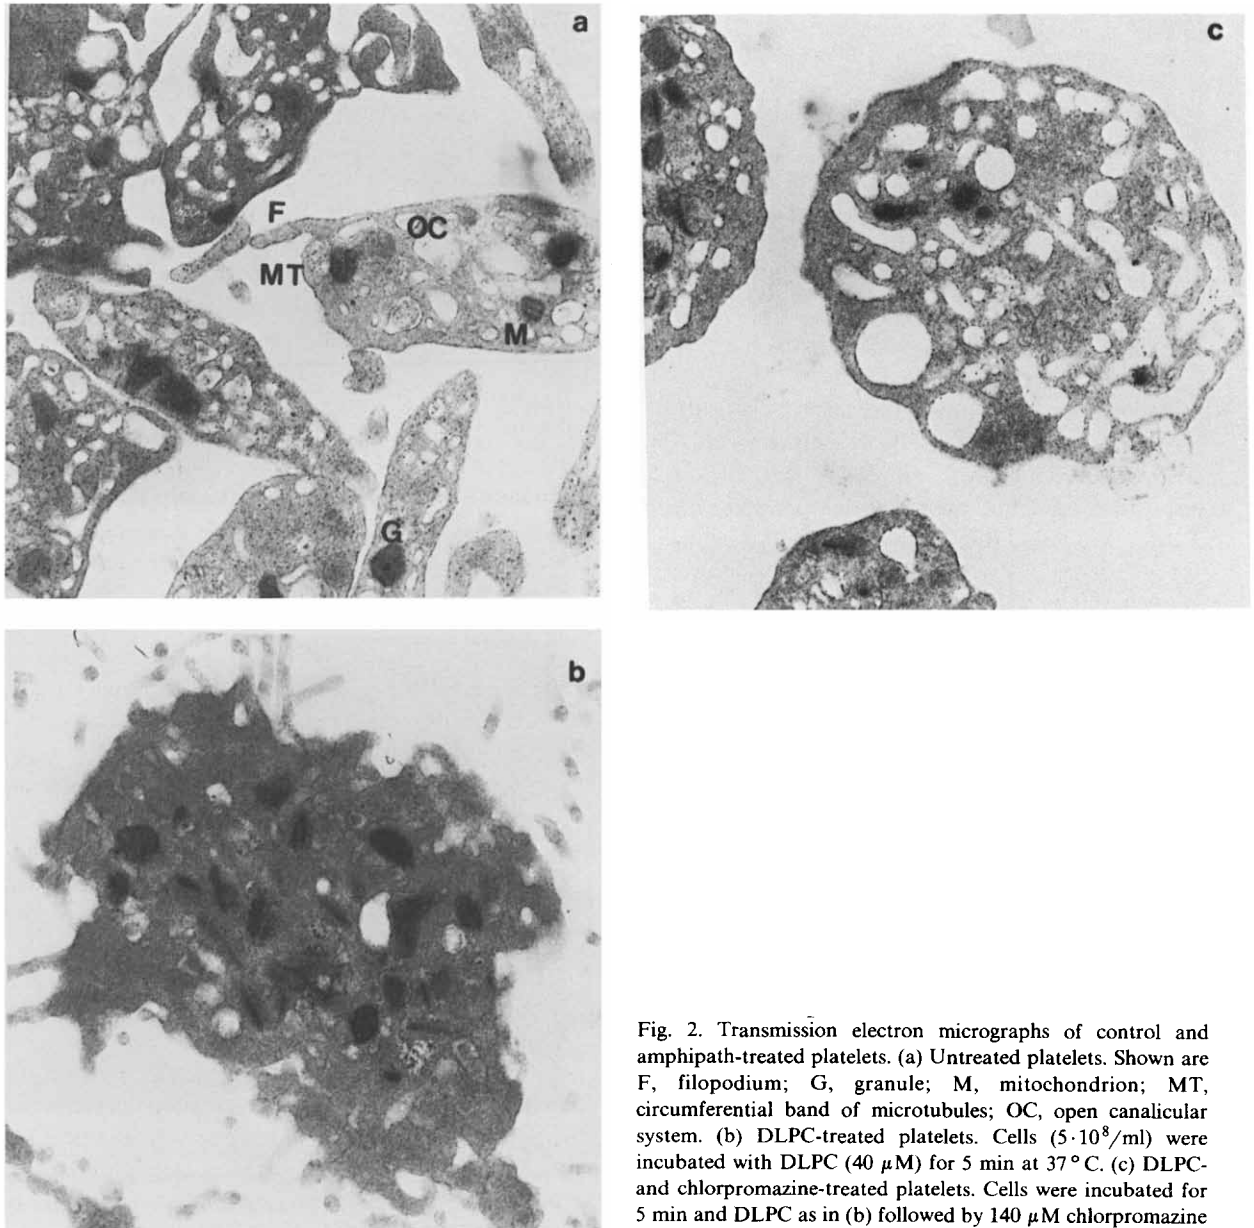 a
F
OC
MT
M
G
c
b
Fig. 2. Transmission electron micrographs of control and
amphipath-treated platelets. (a) Untreated platelets. Shown are
F, filopodium; G, granule; M, mitochondrion; MT,
circumferential band of microtubules; OC, open canalicular
system. (b) DLPC-treated platelets. Cells (5·10⁸/ml) were
incubated with DLPC (40 μM) for 5 min at 37°C. (c) DLPC-
and chlorpromazine-treated platelets. Cells were incubated for
5 min and DLPC as in (b) followed by 140 μM chlorpromazine